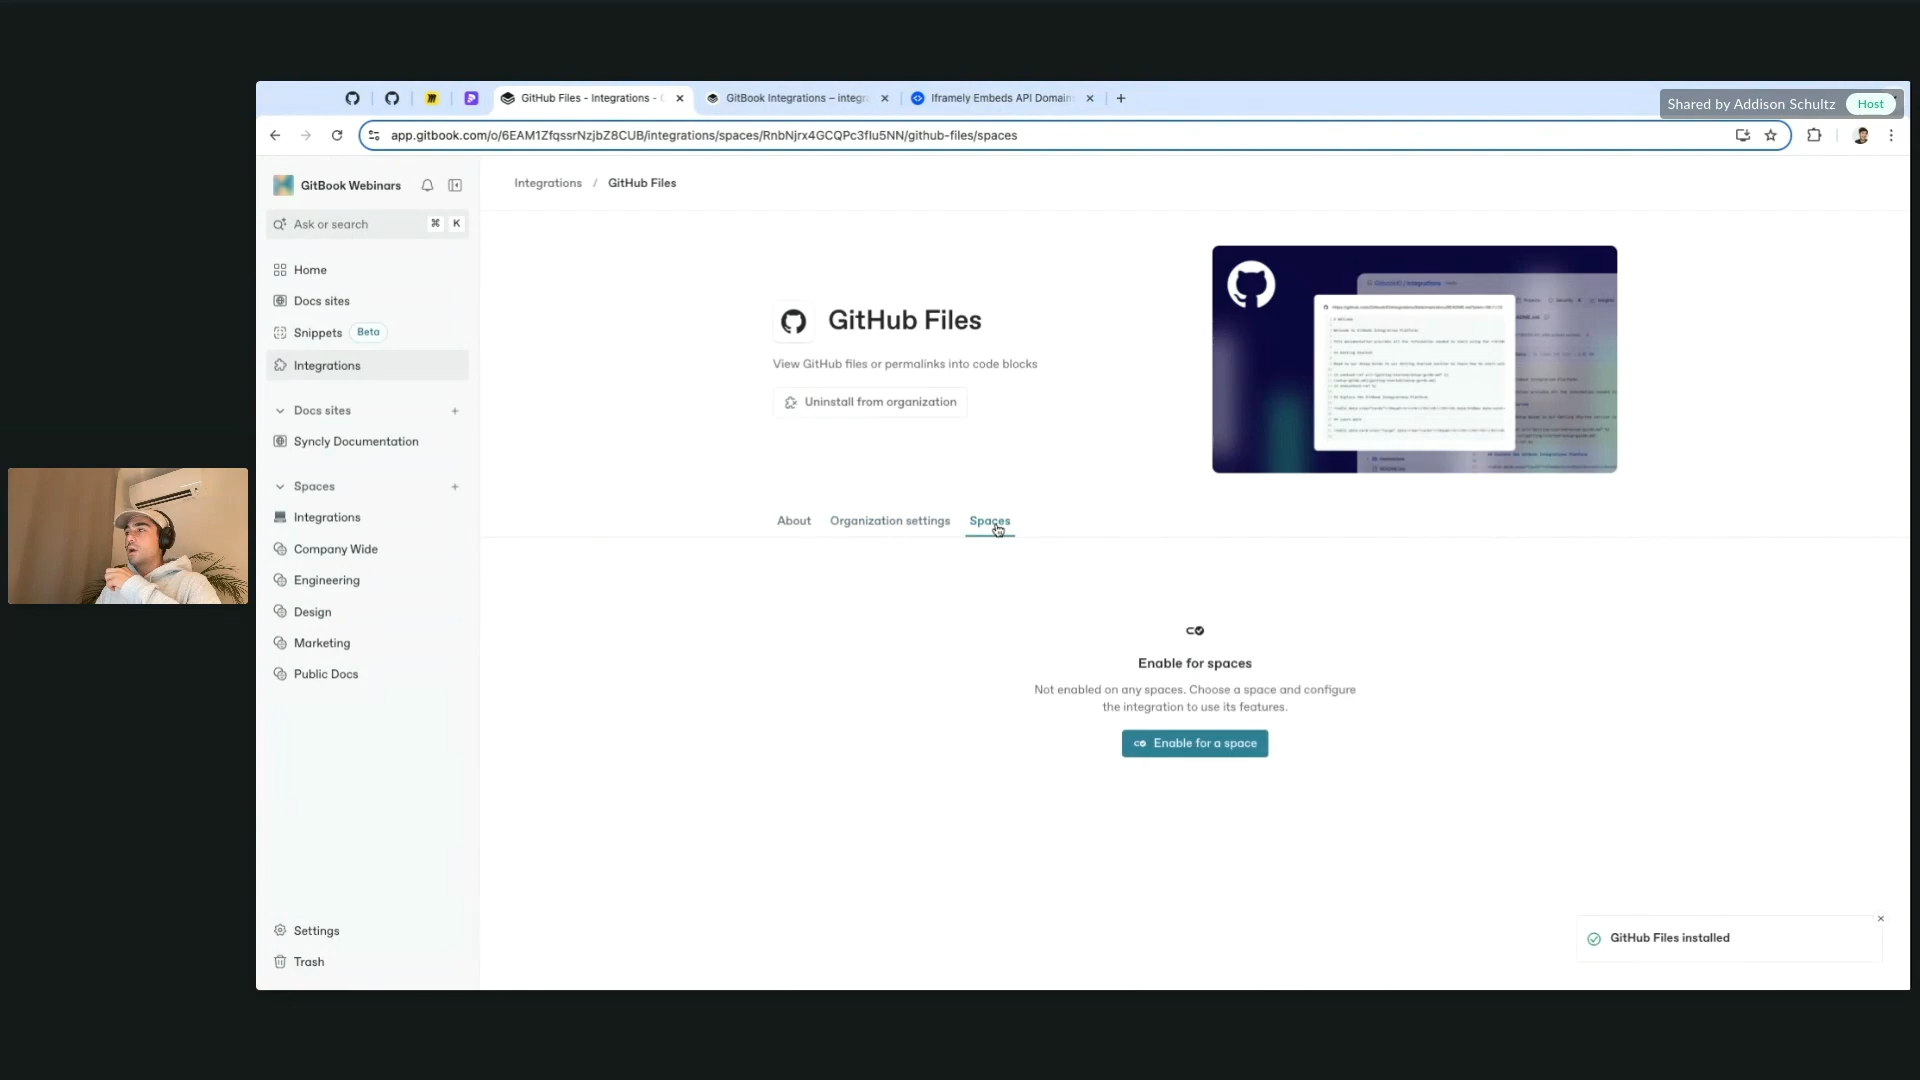 GitHub Files - Integrations -
GitBook Integrations – integr
Iframely Embeds API Domain
Shared by Addison Schultz
Host
app.gitbook.com/o/6EAM1ZfqssrNzjbZ8CUB/integrations/spaces/RnbNjrx4GCQPc3fIu5NN/github-files/spaces
GitBook Webinars
Ask or search
⌘ K
Home
Docs sites
Snippets Beta
Integrations
Docs sites
Syncly Documentation
Spaces
Integrations
Company Wide
Engineering
Design
Marketing
Public Docs
Settings
Trash
Integrations / GitHub Files
GitHub Files
View GitHub files or permalinks into code blocks
Uninstall from organization
About
Organization settings
Spaces
Enable for spaces
Not enabled on any spaces. Choose a space and configure
the integration to use its features.
Enable for a space
GitHub Files installed